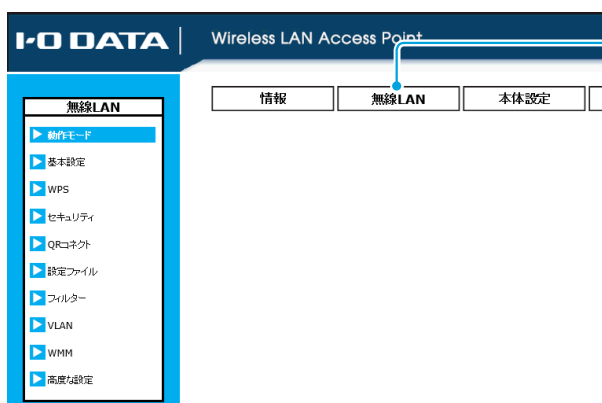 I-O DATA
Wireless LAN Access Point
情報 無線LAN 本体設定
無線LAN
動作モード
基本設定
WPS
セキュリティ
QRコネクト
設定ファイル
フィルター
VLAN
WMM
高度な設定